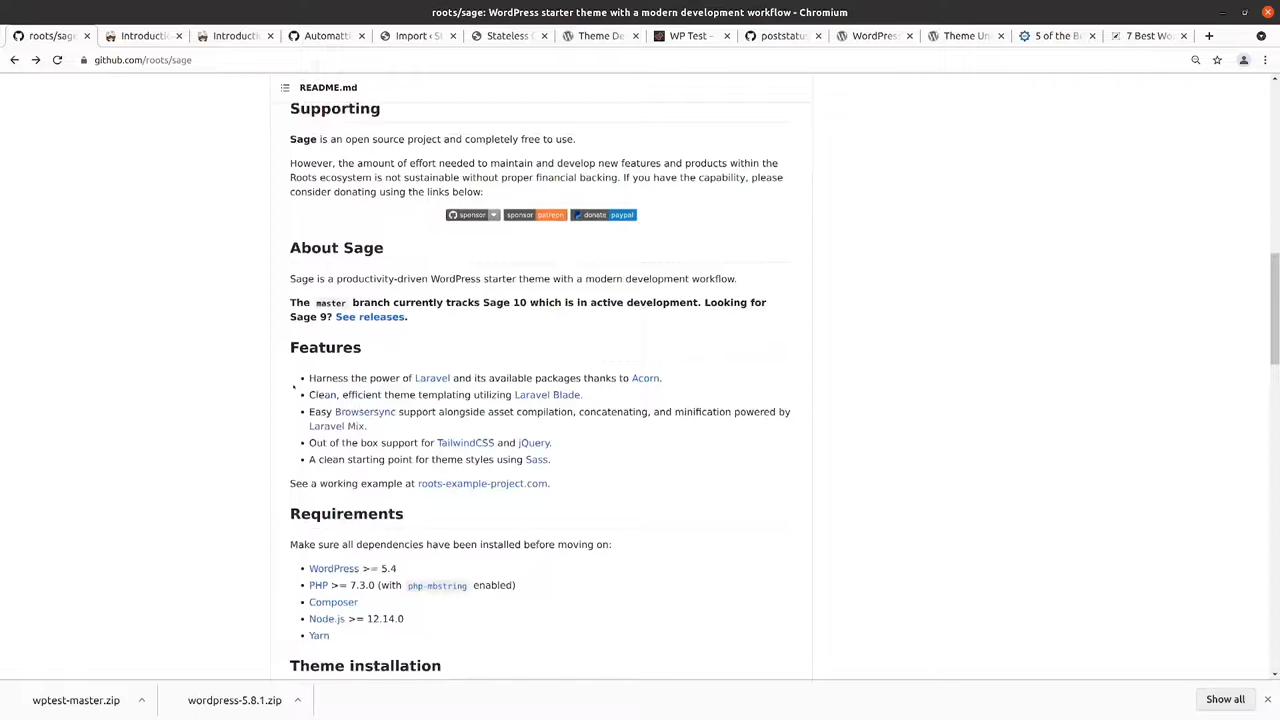 roots/sage: WordPress starter theme with a modern development workflow - Chromium
roots/sage
Introductic
Introductic
Automatti
Import ‹ St
Stateless C
Theme De
WP Test –
poststatus
WordPress
Theme Un
5 of the B
7 Best Wo
github.com/roots/sage
README.md
Supporting
Sage is an open source project and completely free to use.
However, the amount of effort needed to maintain and develop new features and products within the
Roots ecosystem is not sustainable without proper financial backing. If you have the capability, please
consider donating using the links below:
sponsor sponsor patreon donate paypal
About Sage
Sage is a productivity-driven WordPress starter theme with a modern development workflow.
The master branch currently tracks Sage 10 which is in active development. Looking for
Sage 9? See releases.
Features
• Harness the power of Laravel and its available packages thanks to Acorn.
• Clean, efficient theme templating utilizing Laravel Blade.
• Easy Browsersync support alongside asset compilation, concatenating, and minification powered by
Laravel Mix.
• Out of the box support for TailwindCSS and jQuery.
• A clean starting point for theme styles using Sass.
See a working example at roots-example-project.com.
Requirements
Make sure all dependencies have been installed before moving on:
• WordPress >= 5.4
• PHP >= 7.3.0 (with php-mbstring enabled)
• Composer
• Node.js >= 12.14.0
• Yarn
Theme installation
wptest-master.zip
wordpress-5.8.1.zip
Show all